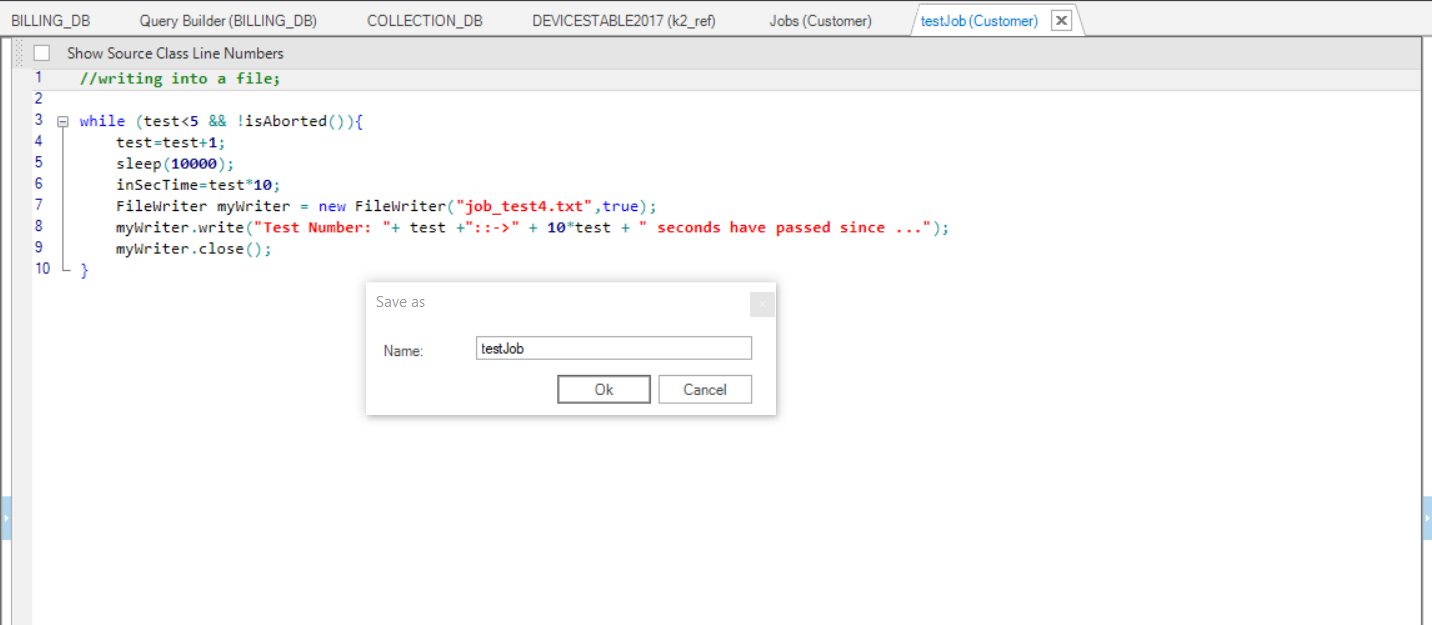 BILLING_DB Query Builder (BILLING_DB) COLLECTION_DB DEVICESTABLE2017 (k2_ref) Jobs (Customer) testJob (Customer)
Show Source Class Line Numbers
1 //writing into a file;
2
3 while (test<5 && !isAborted()){
4 test=test+1;
5 sleep(10000);
6 inSecTime=test*10;
7 FileWriter myWriter = new FileWriter("job_test4.txt",true);
8 myWriter.write("Test Number: "+ test +"::->" + 10*test + " seconds have passed since ...");
9 myWriter.close();
10 }
Save as
Name: testJob
Ok Cancel